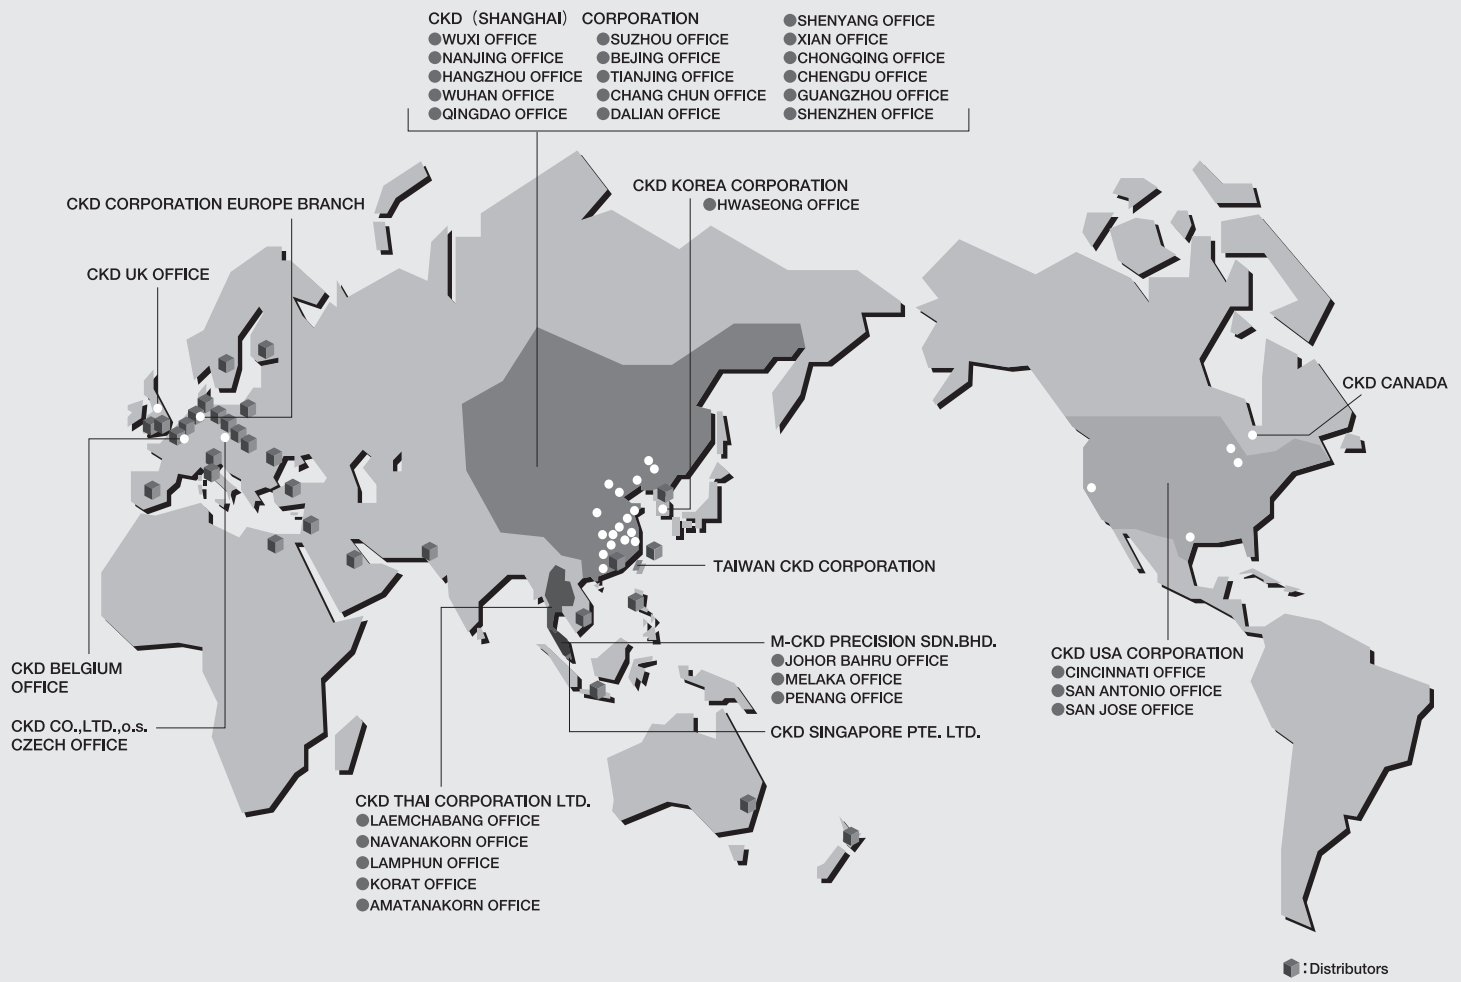 CKD（SHANGHAI） CORPORATION
●WUXI OFFICE
●NANJING OFFICE
●HANGZHOU OFFICE
●WUHAN OFFICE
●QINGDAO OFFICE
●SUZHOU OFFICE
●BEJING OFFICE
●TIANJING OFFICE
●CHANG CHUN OFFICE
●DALIAN OFFICE
●SHENYANG OFFICE
●XIAN OFFICE
●CHONGQING OFFICE
●CHENGDU OFFICE
●GUANGZHOU OFFICE
●SHENZHEN OFFICE
CKD KOREA CORPORATION
●HWASEONG OFFICE
CKD CORPORATION EUROPE BRANCH
CKD UK OFFICE
CKD CANADA
TAIWAN CKD CORPORATION
M-CKD PRECISION SDN.BHD.
●JOHOR BAHRU OFFICE
●MELAKA OFFICE
●PENANG OFFICE
CKD USA CORPORATION
●CINCINNATI OFFICE
●SAN ANTONIO OFFICE
●SAN JOSE OFFICE
CKD BELGIUM
OFFICE
CKD CO.,LTD.,o.s.
CZECH OFFICE
CKD SINGAPORE PTE. LTD.
CKD THAI CORPORATION LTD.
●LAEMCHABANG OFFICE
●NAVANAKORN OFFICE
●LAMPHUN OFFICE
●KORAT OFFICE
●AMATANAKORN OFFICE
:Distributors